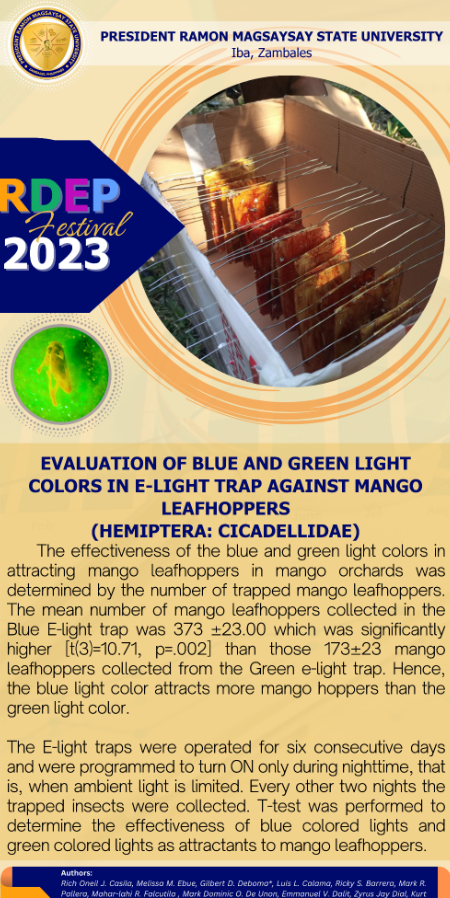 PRESIDENT RAMON MAGSAYSAY STATE UNIVERSITY
Iba, Zambales
RDEP
Festival
2023
EVALUATION OF BLUE AND GREEN LIGHT
COLORS IN E-LIGHT TRAP AGAINST MANGO
LEAFHOPPERS
(HEMIPTERA: CICADELLIDAE)
The effectiveness of the blue and green light colors in
attracting mango leafhoppers in mango orchards was
determined by the number of trapped mango leafhoppers.
The mean number of mango leafhoppers collected in the
Blue E-light trap was 373 ±23.00 which was significantly
higher [t(3)=10.71, p=.002] than those 173±23 mango
leafhoppers collected from the Green e-light trap. Hence,
the blue light color attracts more mango hoppers than the
green light color.
The E-light traps were operated for six consecutive days
and were programmed to turn ON only during nighttime, that
is, when ambient light is limited. Every other two nights the
trapped insects were collected. T-test was performed to
determine the effectiveness of blue colored lights and
green colored lights as attractants to mango leafhoppers.
Authors:
Rich Oneil J. Casila, Melissa M. Ebue, Gilbert D. Deboma*, Luis L. Calama, Ricky S. Barrera, Mark R.
Pallera, Mahar-lahi R. Falcutila , Mark Dominic O. De Unon, Emmanuel V. Dalit, Zyrus Jay Dial, Kurt